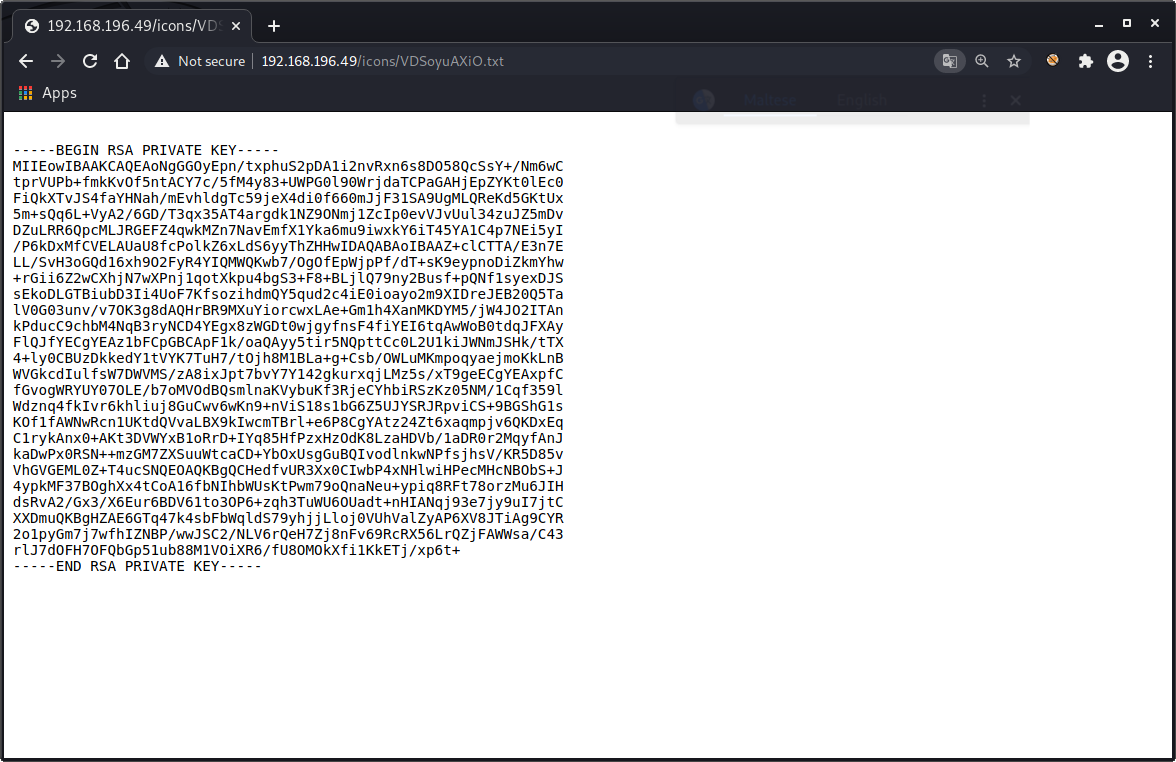 192.168.196.49/icons/VDS
Not secure
192.168.196.49/icons/VDSoyuAXiO.txt
Apps
Maltese English
-----BEGIN RSA PRIVATE KEY-----
MIIEowIBAAKCAQEAoNgGGOyEpn/txphuS2pDA1i2nvRxn6s8DO58QcSsY+/Nm6wC
tprVUPb+fmkKvOf5ntACY7c/5fM4y83+UWPG0l90WrjdaTCPaGAHjEpZYKt0lEc0
FiQkXTvJS4faYHNah/mEvhldgTc59jeX4di0f660mJjF31SA9UgMLQReKd5GKtUx
5m+sQq6L+VyA2/6GD/T3qx35AT4argdk1NZ9ONmj1ZcIp0evVJvUul34zuJZ5mDv
DZuLRR6QpcMLJRGEFZ4qwkMZn7NavEmfX1Yka6mu9iwxkY6iT45YA1C4p7NEi5yI
/P6kDxMfCVELAUaU8fcPolkZ6xLdS6yyThZHHwIDAQABAoIBAAZ+clCTTA/E3n7E
LL/SvH3oGQd16xh9O2FyR4YIQMWQKwb7/OgOfEpWjpPf/dT+sK9eypnoDiZkmYhw
+rGii6Z2wCXhjN7wXPnj1qotXkpu4bgS3+F8+BLjlQ79ny2Busf+pQNf1syexDJS
sEkoDLGTBiubD3Ii4UoF7KfsozihdmQY5qud2c4iE0ioayo2m9XIDreJEB20Q5Ta
lV0G03unv/v7OK3g8dAQHrBR9MXuYiorcwxLAe+Gm1h4XanMKDYM5/jW4JO2ITAn
kPducC9chbM4NqB3ryNCD4YEgx8zWGDt0wjgyfnsF4fiYEI6tqAwWoB0tdqJFXAy
FlQJfYECgYEAz1bFCpGBCApF1k/oaQAyy5tir5NQpttCc0L2U1kiJWNmJSHk/tTX
4+ly0CBUzDkkedY1tVYK7TuH7/tOjh8M1BLa+g+Csb/OWLuMKmpoqyaejmoKkLnB
WVGkcdIulfsW7DWVMS/zA8ixJpt7bvY7Y142gkurxqjLMz5s/xT9geECgYEAxpfC
fGvogWRYUY07OLE/b7oMVOdBQsmlnaKVybuKf3RjeCYhbiRSzKz05NM/1Cqf359l
Wdznq4fkIvr6khliuj8GuCwv6wKn9+nViS18s1bG6Z5UJYSRJRpviCS+9BGShG1s
KOf1fAWNwRcn1UKtdQVvaLBX9kIwcmTBrl+e6P8CgYAtz24Zt6xaqmpjv6QKDxEq
C1rykAnx0+AKt3DVWYxB1oRrD+IYq85HfPzxHzOdK8LzaHDVb/1aDR0r2MqyfAnJ
kaDwPx0RSN++mzGM7ZXSuuWtcaCD+YbOxUsgGuBQIvodlnkwNPfsjhsV/KR5D85v
VhGVGEML0Z+T4ucSNQEOAQKBgQCHedfvUR3Xx0CIwbP4xNHlwiHPecMHcNBObS+J
4ypkMF37BOghXx4tCoA16fbNIhbWUsKtPwm79oQnaNeu+ypiq8RFt78orzMu6JIH
dsRvA2/Gx3/X6Eur6BDV61to3OP6+zqh3TuWU6OUadt+nHIANqj93e7jy9uI7jtC
XXDmuQKBgHZAE6GTq47k4sbFbWqldS79yhjjLloj0VUhValZyAP6XV8JTiAg9CYR
2o1pyGm7j7wfhIZNBP/wwJSC2/NLV6rQeH7Zj8nFv69RcRX56LrQZjFAWWsa/C43
rlJ7dOFH7OFQbGp51ub88M1VOiXR6/fU8OMOkXfi1KkETj/xp6t+
-----END RSA PRIVATE KEY-----